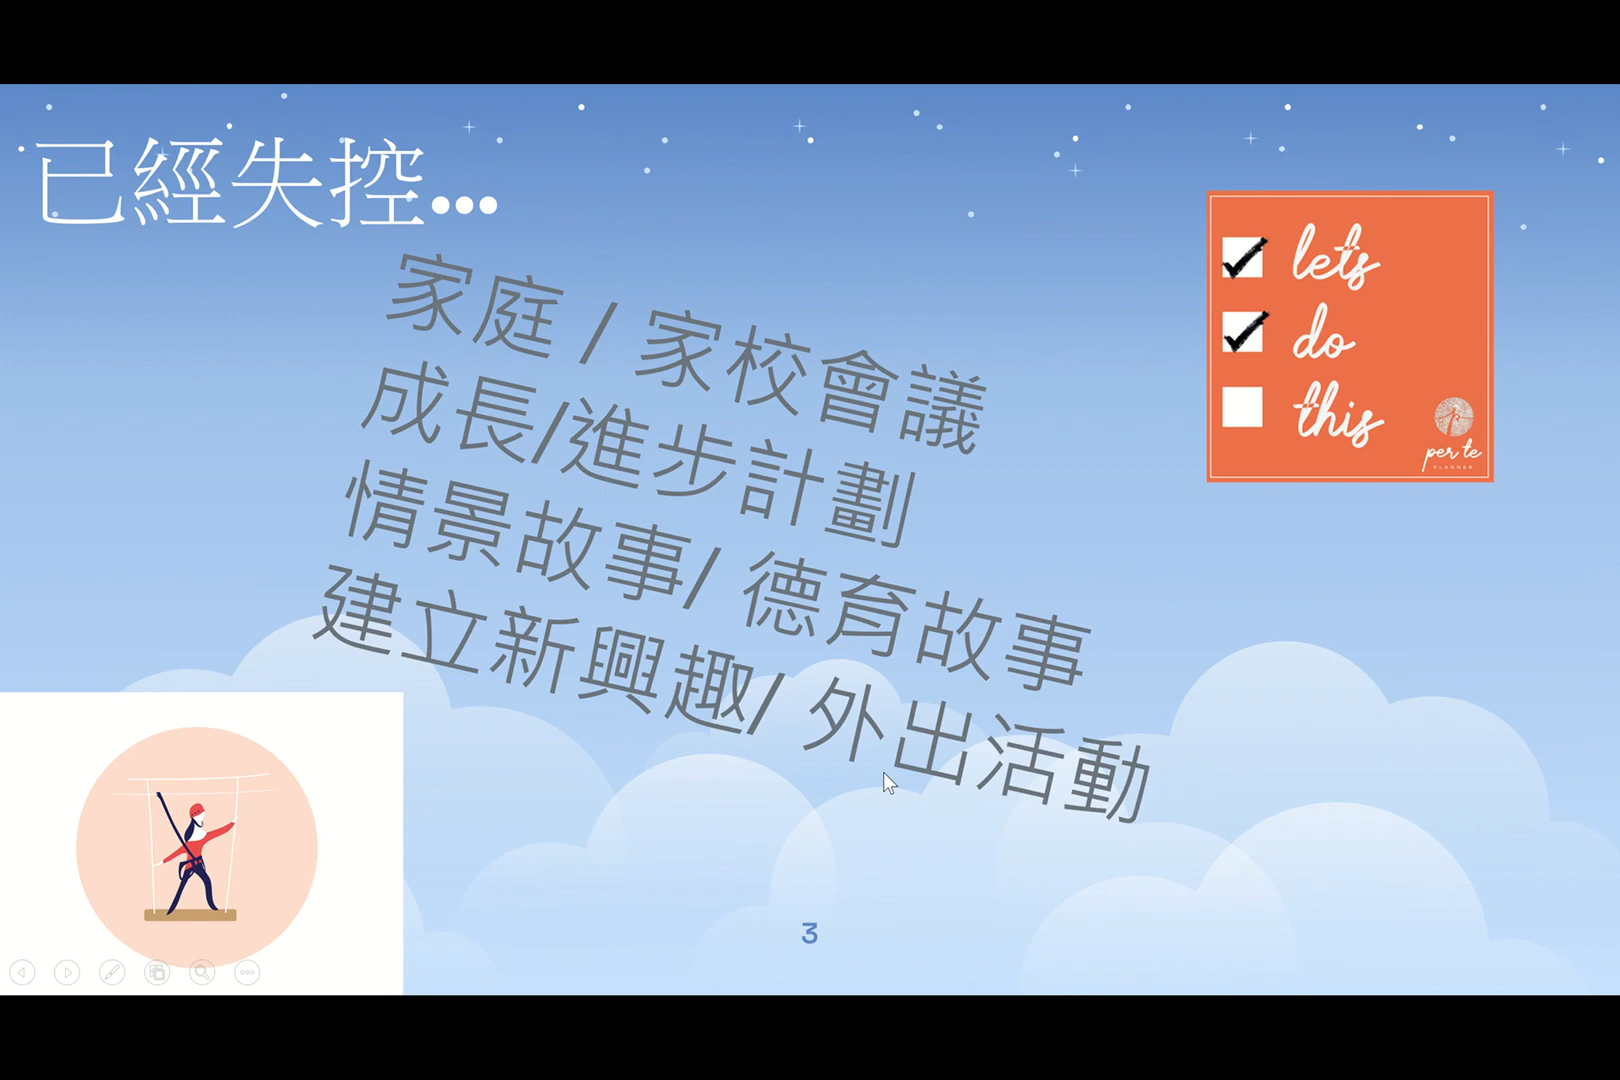 已經失控...
家庭 / 家校會議
成長/進步計劃
情景故事/ 德育故事
建立新興趣/ 外出活動
let's
do
this
per te
PLANNER
3